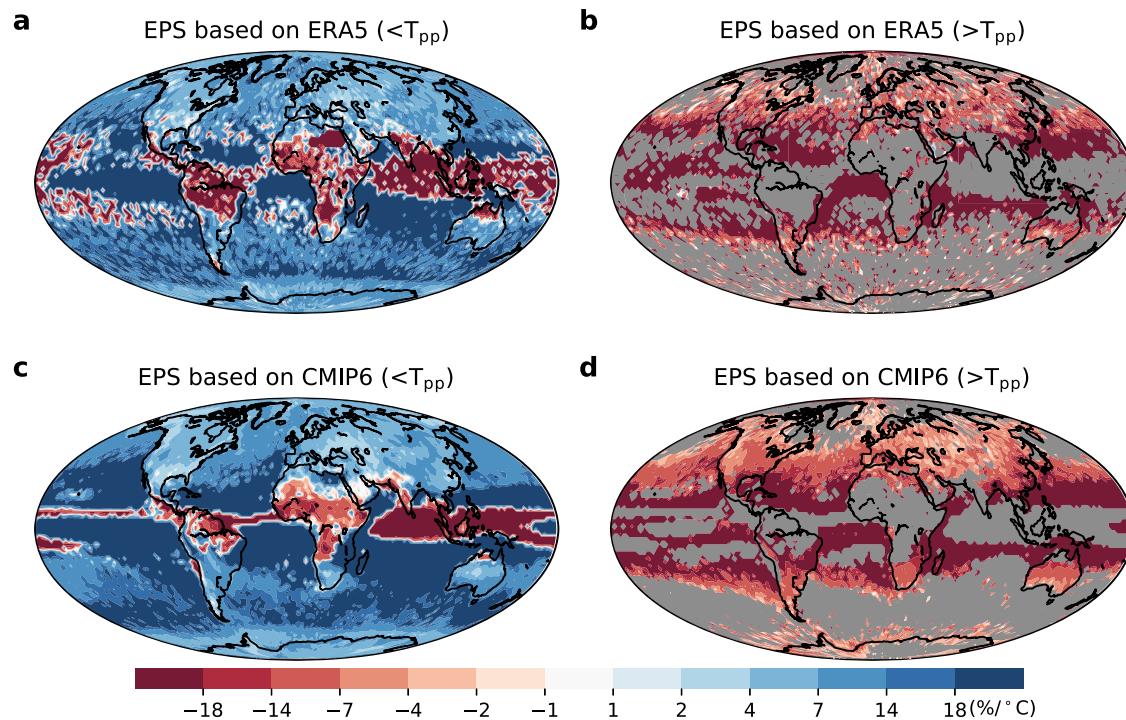 a
EPS based on ERA5 (<Tpp)
b
EPS based on ERA5 (>Tpp)
c
EPS based on CMIP6 (<Tpp)
d
EPS based on CMIP6 (>Tpp)
−18 −14 −7 −4 −2 −1 1 2 4 7 14 18 (%/°C)